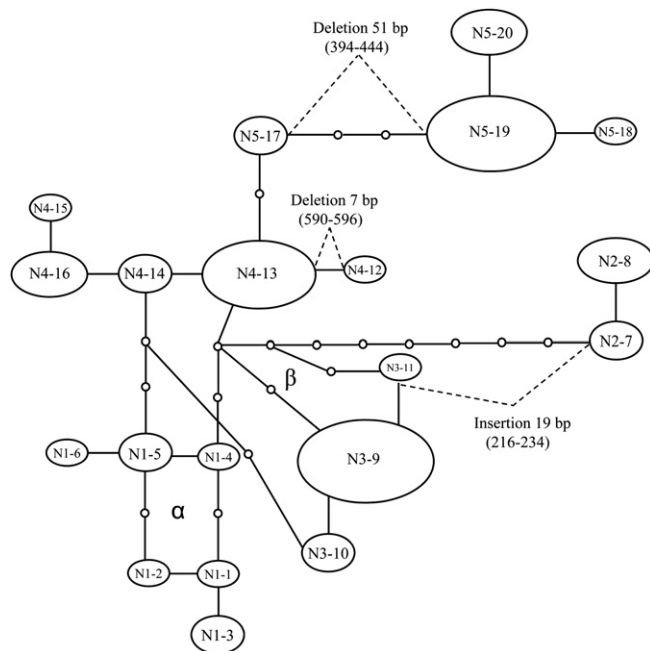 Deletion 51 bp
(394-444)
N5-20
N5-17
N5-19
N5-18
Deletion 7 bp
(590-596)
N4-15
N4-16
N4-14
N4-13
N4-12
N2-8
N2-7
β
N3-11
Insertion 19 bp
(216-234)
N1-6
N1-5
N1-4
N3-9
α
N3-10
N1-2
N1-1
N1-3